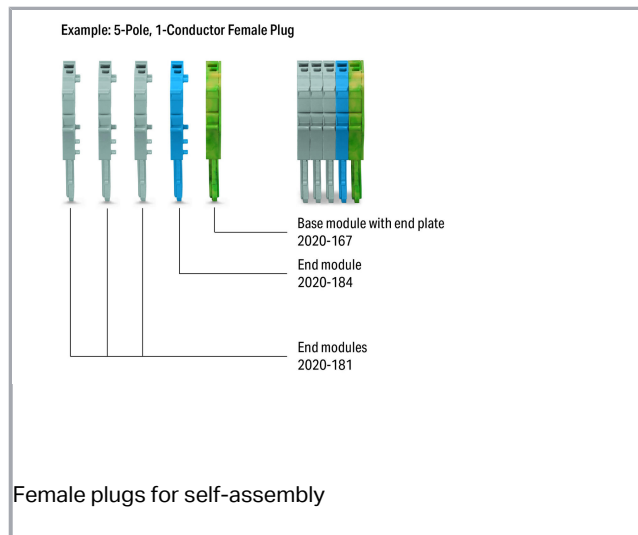 Example: 5-Pole, 1-Conductor Female Plug
Base module with end plate
2020-167
End module
2020-184
End modules
2020-181
Female plugs for self-assembly